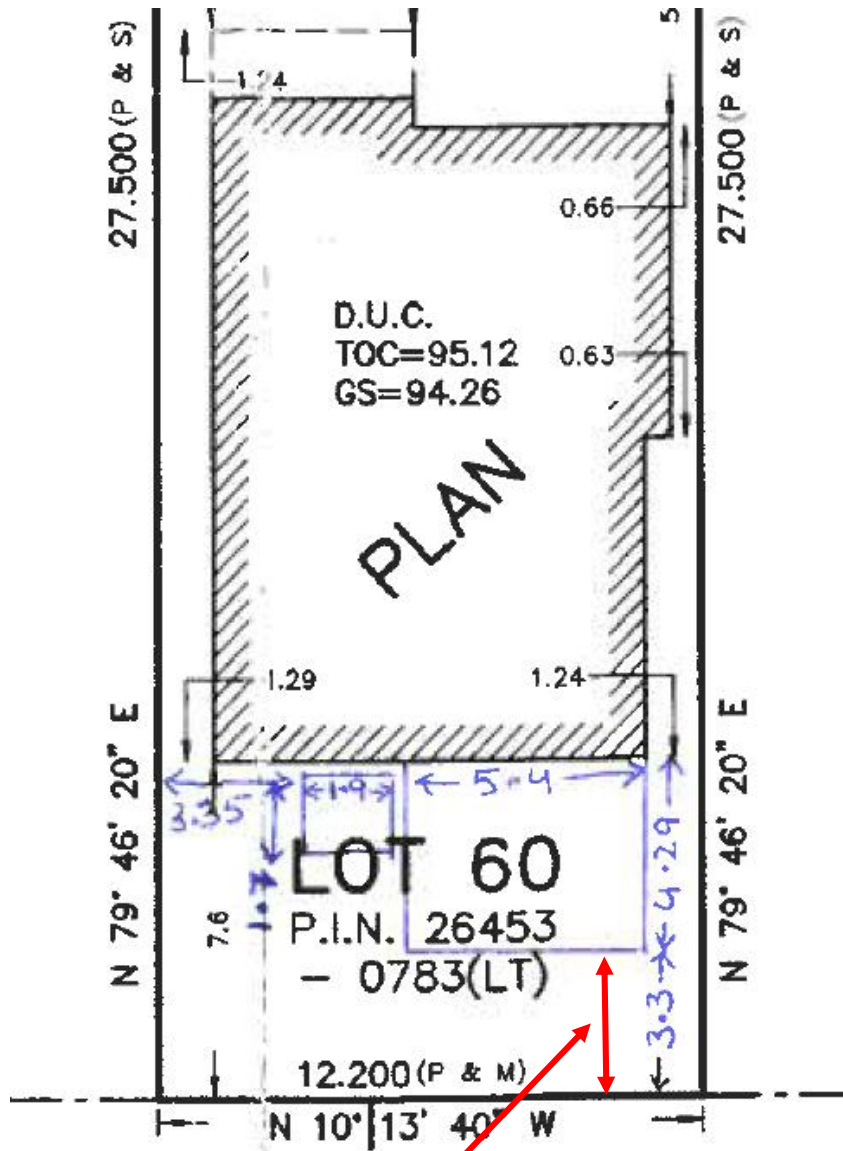 5
27.500 (P & S)
27.500 (P & S)
1.24
0.66
D.U.C.
TOC=95.12
GS=94.26
0.63
PLAN
1.29
1.24
N 79° 46' 20" E
N 79° 46' 20" E
3.35
1.9
5.4
4.29
LOT 60
P.I.N. 26453
- 0783(LT)
7.6
3.3
12.200 (P & M)
N 10° 13' 40" W